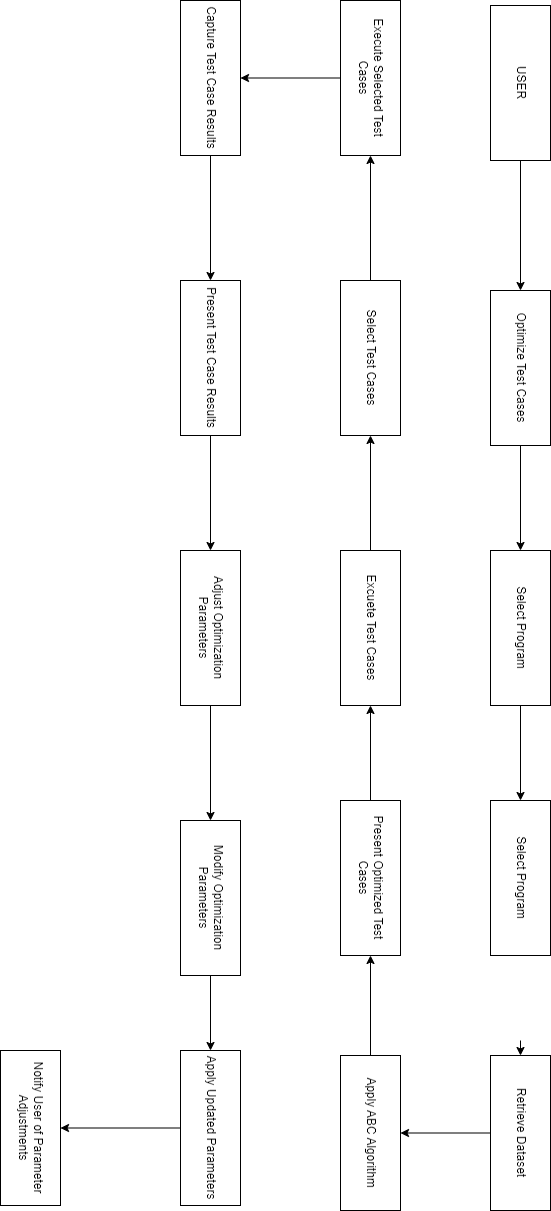 USER
Optimize Test Cases
Select Program
Select Program
Retrieve Dataset
Apply ABC Algorithm
Present Optimized Test
Cases
Excuete Test Cases
Select Test Cases
Execute Selected Test
Cases
Capture Test Case Results
Present Test Case Results
Adjust Optimization
Parameters
Modify Optimization
Parameters
Apply Updated Parameters
Notify User of Parameter
Adjustments